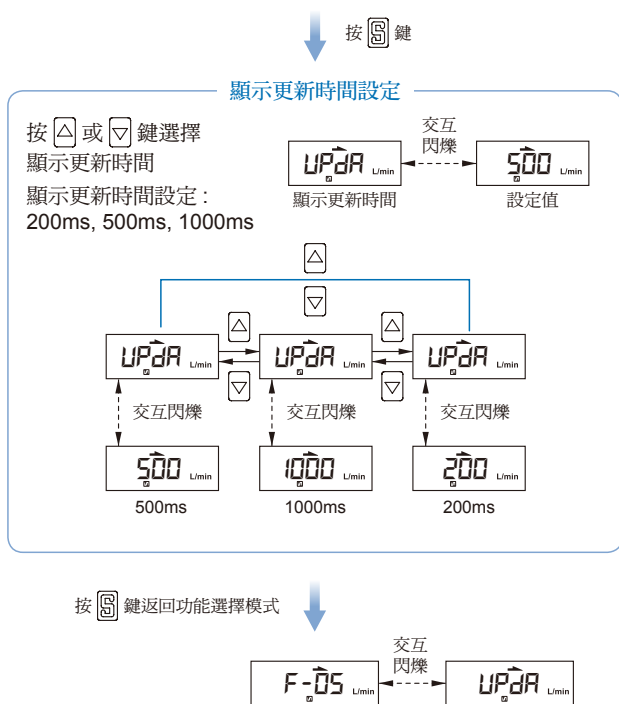 按 S 鍵
顯示更新時間設定
按 △ 或 ▽ 鍵選擇
顯示更新時間
顯示更新時間設定 :
200ms, 500ms, 1000ms
交互
閃爍
UPdA L/min
500 L/min
顯示更新時間
設定值
△
▽
△
△
UPdA L/min
UPdA L/min
UPdA L/min
▽
▽
交互閃爍
交互閃爍
交互閃爍
500 L/min
1000 L/min
200 L/min
500ms
1000ms
200ms
按 S 鍵返回功能選擇模式
交互
閃爍
F-05 L/min
UPdA L/min